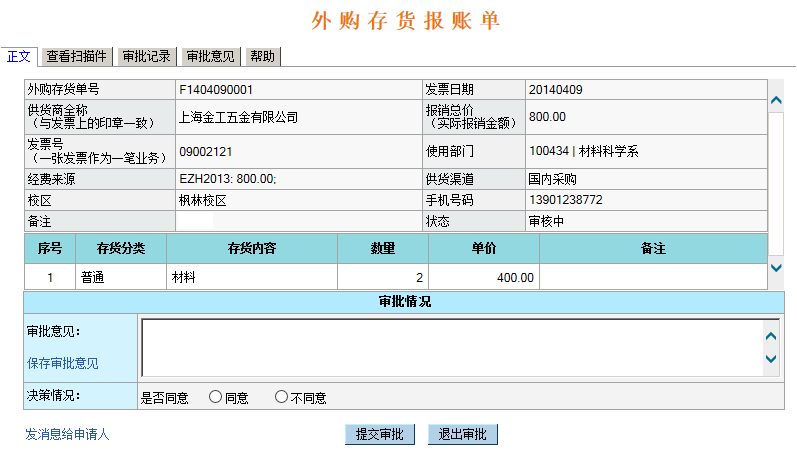 外购存货报账单
正文 查看扫描件 审批记录 审批意见 帮助
外购存货单号 F1404090001 发票日期 20140409
供货商全称
（与发票上的印章一致） 上海金工五金有限公司 报销总价
（实际报销金额） 800.00
发票号
（一张发票作为一笔业务） 09002121 使用部门 100434 | 材料科学系
经费来源 EZH2013: 800.00; 供货渠道 国内采购
校区 枫林校区 手机号码 13901238772
备注 状态 审核中
序号 存货分类 存货内容 数量 单价 备注
1 普通 材料 2 400.00
审批情况
审批意见：
保存审批意见
决策情况： 是否同意 同意 不同意
发消息给申请人 提交审批 退出审批